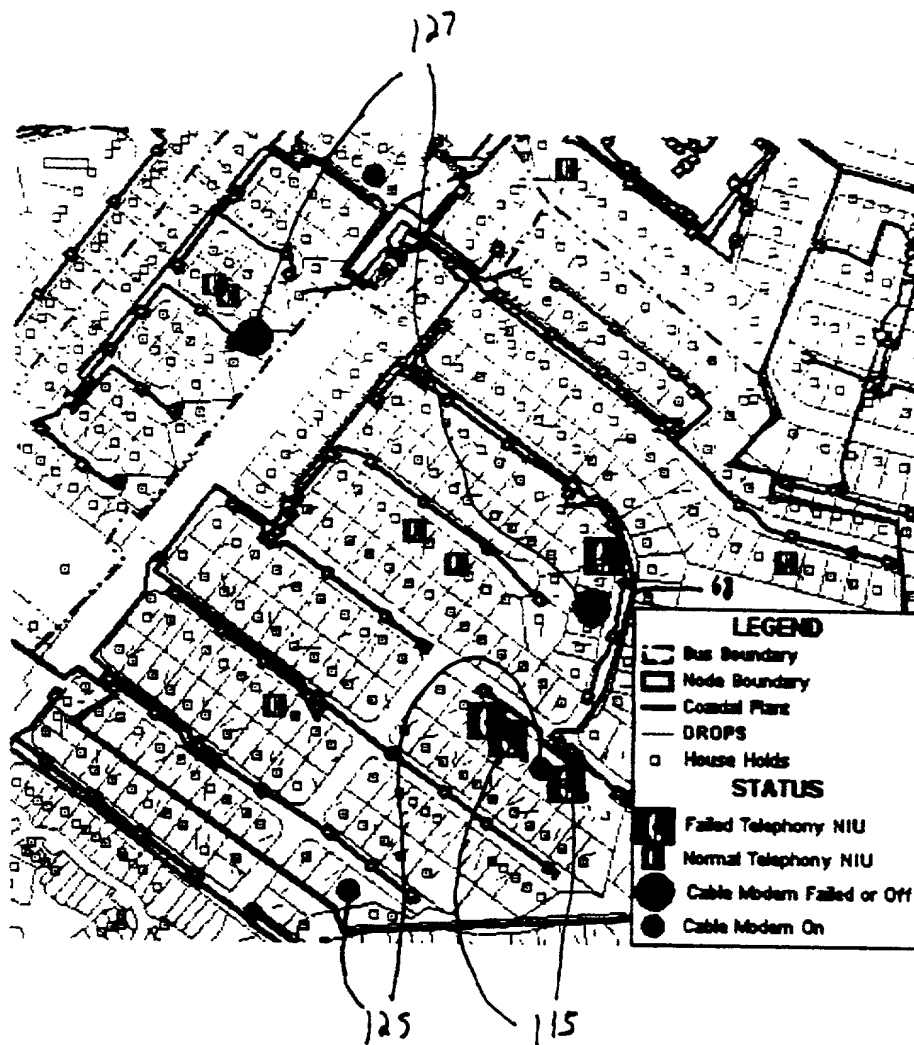 127
68
LEGEND
Bus Boundary
Node Boundary
Coaxial Plant
DROPS
House Holds
STATUS
Failed Telephony NIU
Normal Telephony NIU
Cable Modem Failed or Off
Cable Modem On
125
115